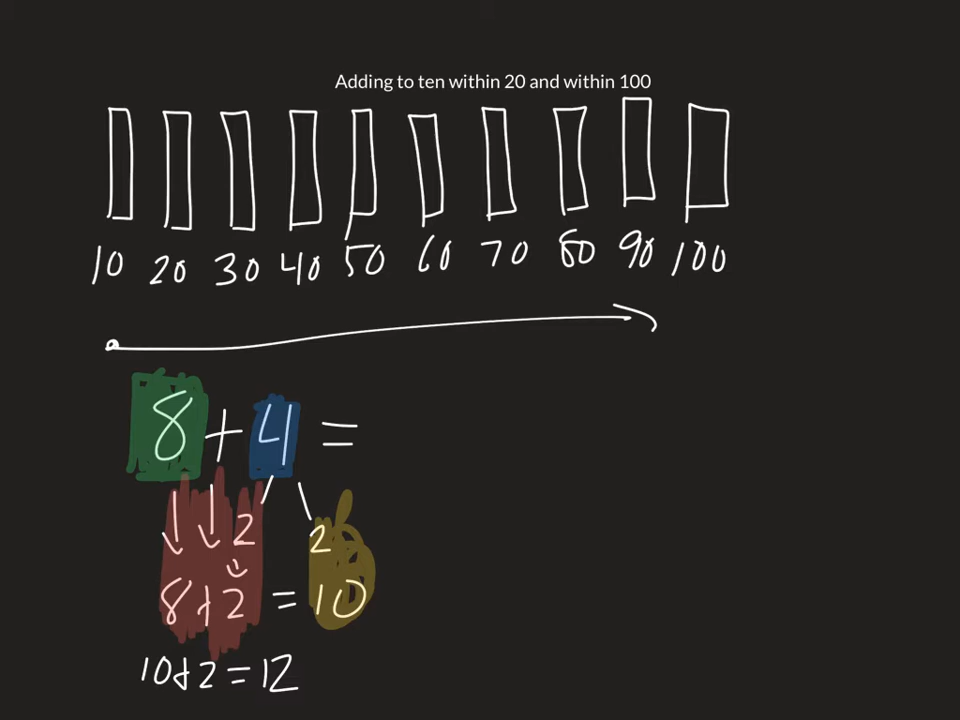 Adding to ten within 20 and within 100
10 20 30 40 50 60 70 80 90 100
8 + 4 =
2 2
8 + 2 = 10
10 + 2 = 12